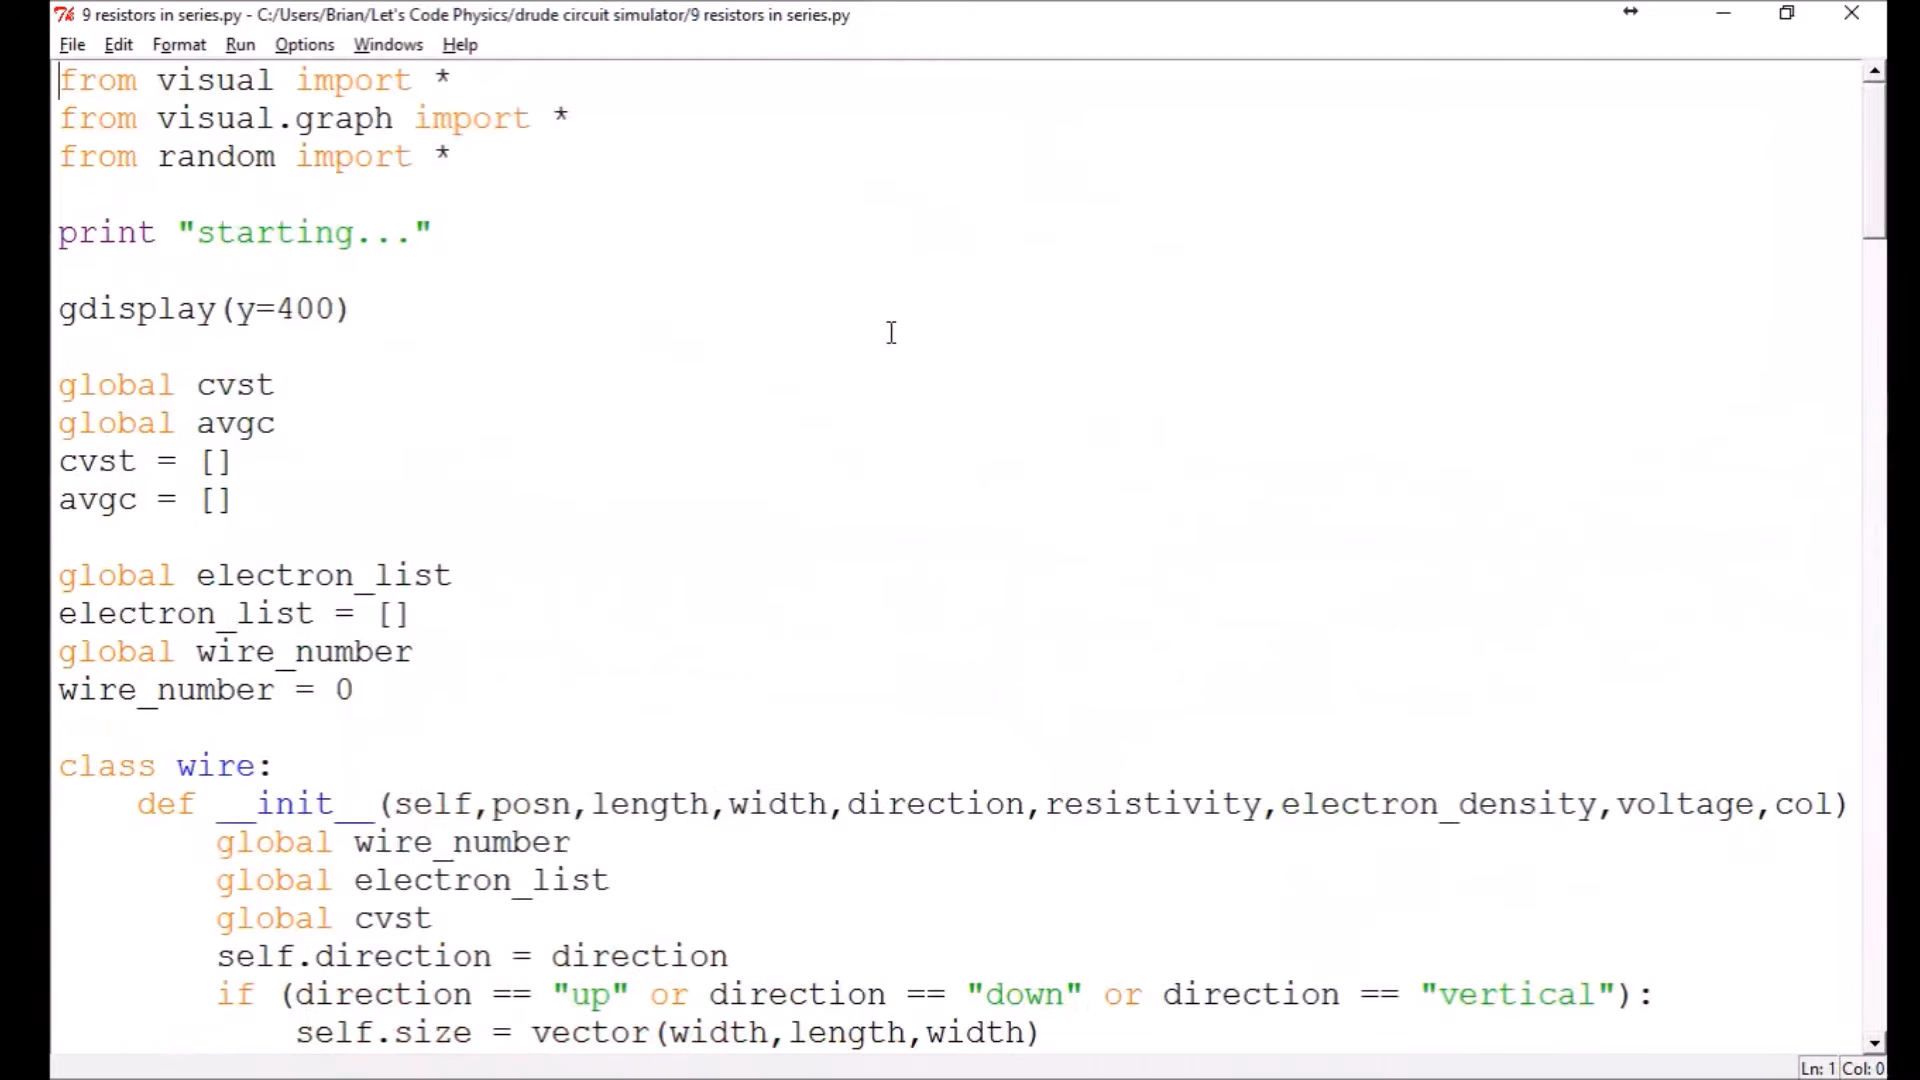 9 resistors in series.py - C:/Users/Brian/Let's Code Physics/drude circuit simulator/9 resistors in series.py
File Edit Format Run Options Windows Help
from visual import *
from visual.graph import *
from random import *
print "starting..."
gdisplay(y=400)
global cvst
global avgc
cvst = []
avgc = []
global electron_list
electron_list = []
global wire_number
wire_number = 0
class wire:
    def __init__(self,posn,length,width,direction,resistivity,electron_density,voltage,col)
        global wire_number
        global electron_list
        global cvst
        self.direction = direction
        if (direction == "up" or direction == "down" or direction == "vertical"):
            self.size = vector(width,length,width)
Ln: 1 Col: 0